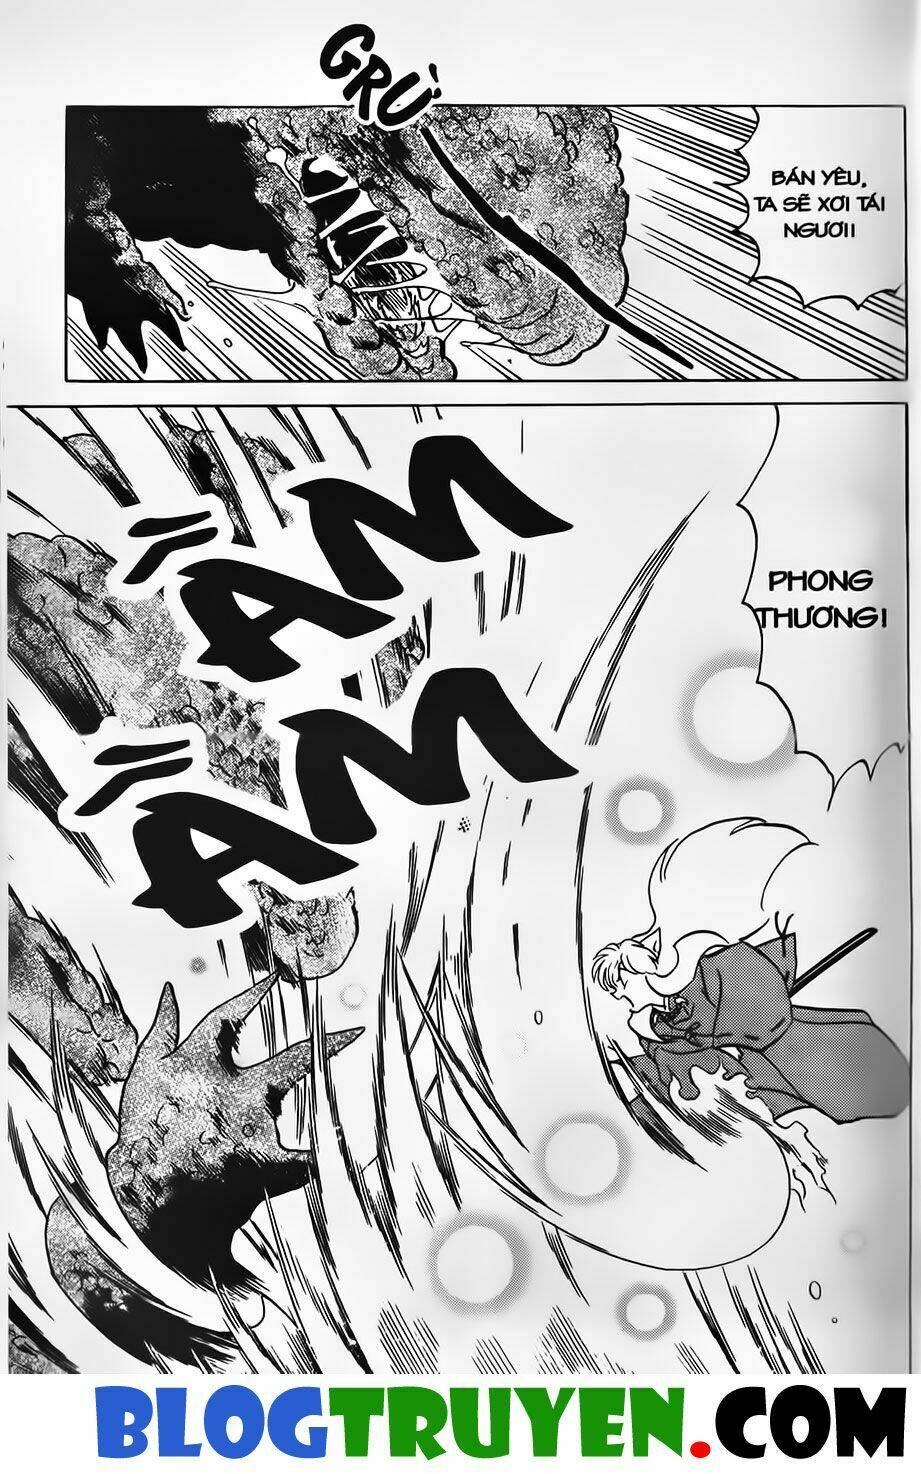 GRỪ
BÁN YÊU,
TA SẼ XƠI TÁI
NGƯƠI!
PHONG
THƯƠNG!
ẦM
ẦM
BLOGTRUYEN.COM